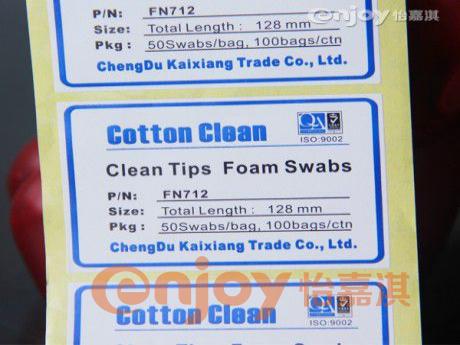 enjoy 怡嘉淇
P/N: FN712
Size: Total Length : 128 mm
Pkg : 50Swabs/bag, 100bags/ctn
ChengDu Kaixiang Trade Co., Ltd.
Cotton Clean
QA
ISO:9002
Clean Tips Foam Swabs
P/N: FN712
Size: Total Length : 128 mm
Pkg : 50Swabs/bag, 100bags/ctn
ChengDu Kaixiang Trade Co., Ltd.
enjoy 怡嘉淇
Cotton Clean
QA
ISO:9002